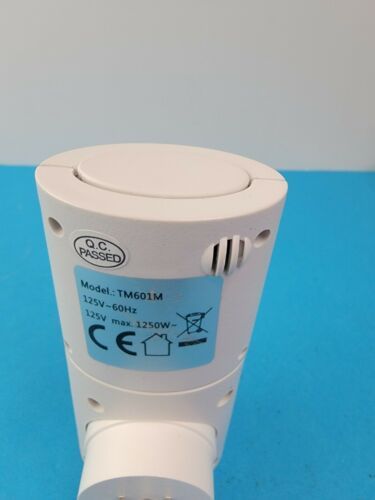 Q.C.
PASSED
Model.: TM601M
125V~60Hz
125V max.1250W~
CE